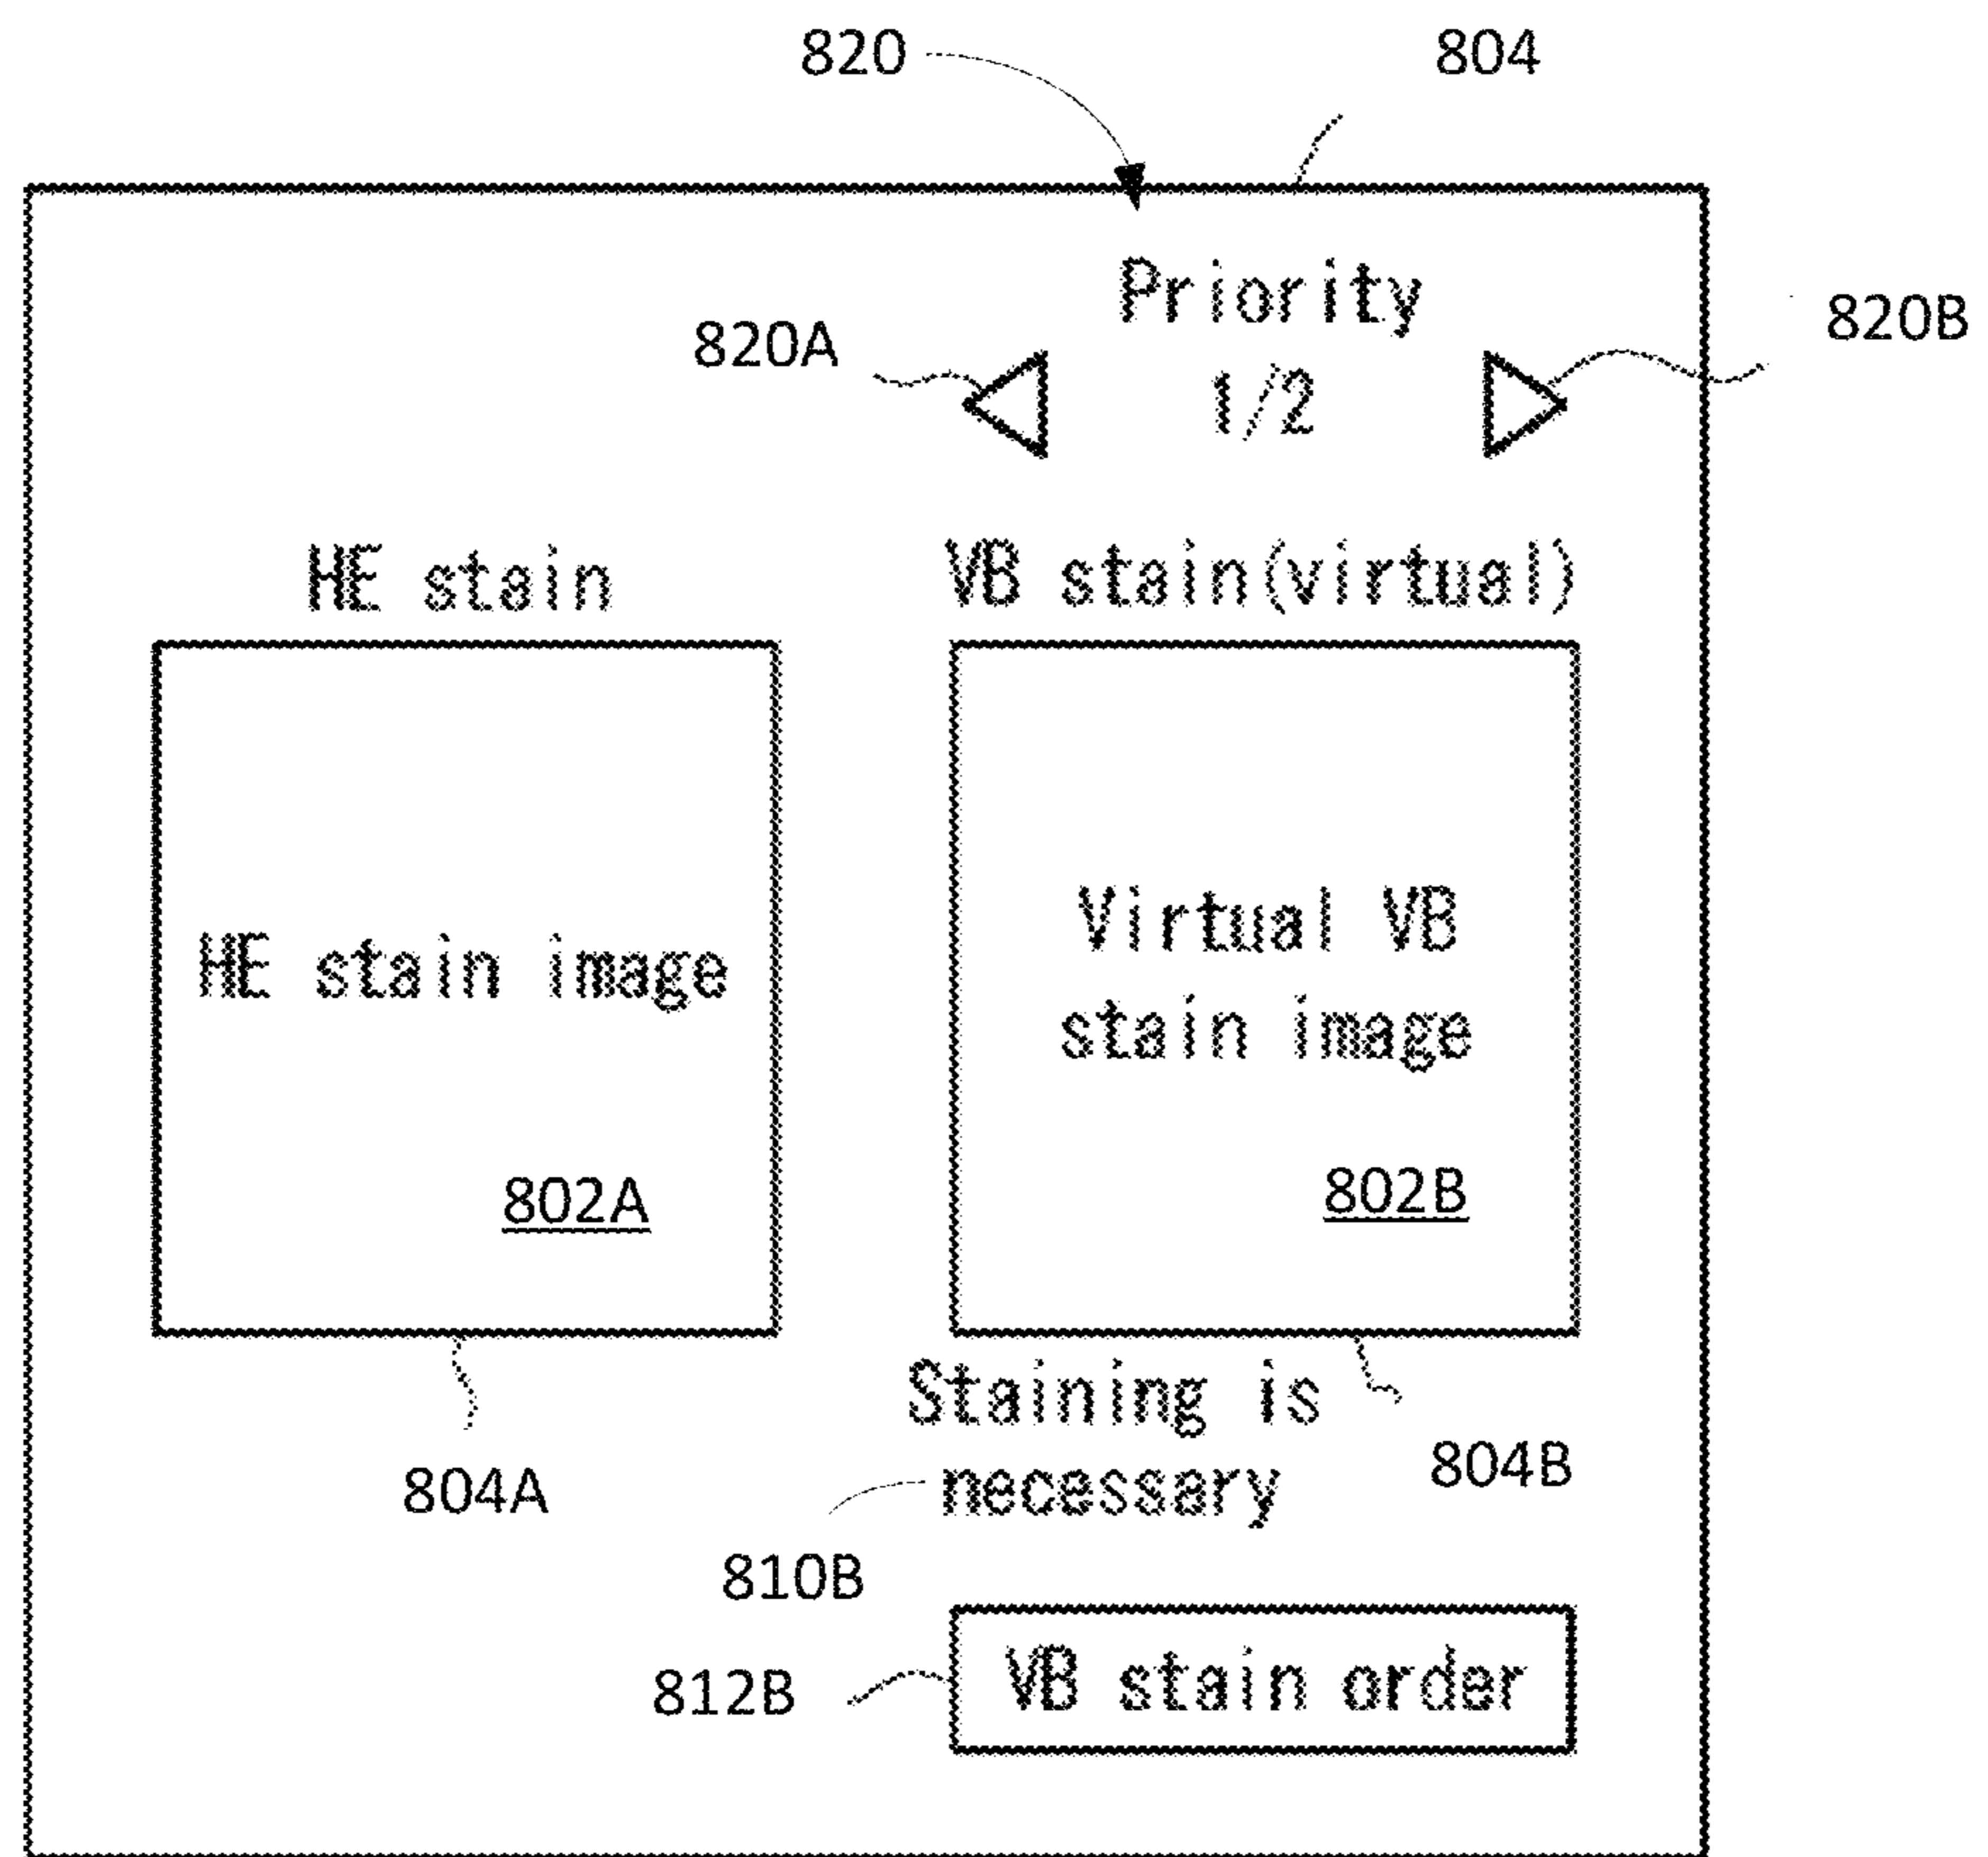 820
804
Priority
820A
1/2
820B
HE stain
VB stain(virtual)
HE stain image
Virtual VB
stain image
802A
802B
804A
Staining is
necessary
804B
810B
812B
VB stain order